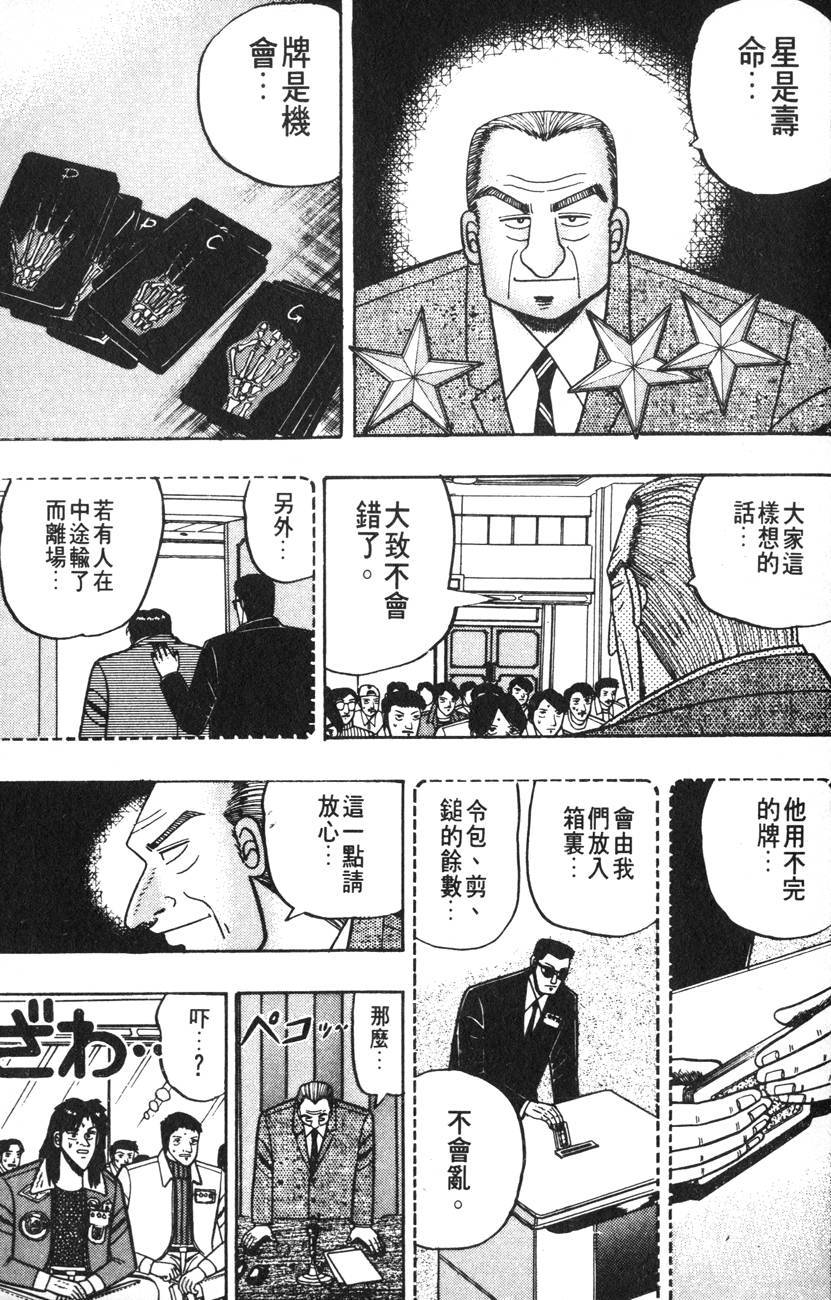 星是壽
命…
牌是機
會…
P
P
C
G
大家這
樣想的
話…
大致不會
錯了。
另外…
若有人在
中途輸了
而離場…
他用不完
的牌…
會由我
們放入
箱裏…
令包、剪、
鎚的餘數…
不會亂。
這一點請
放心…
那麼…
ペコッ…
吓…?
ざわ…